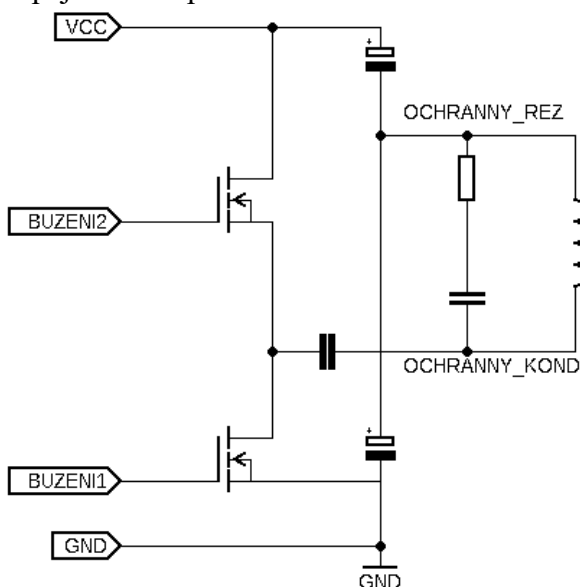 VCC
+
OCHRANNY_REZ
BUZENI2
OCHRANNY_KOND
+
BUZENI1
GND
GND